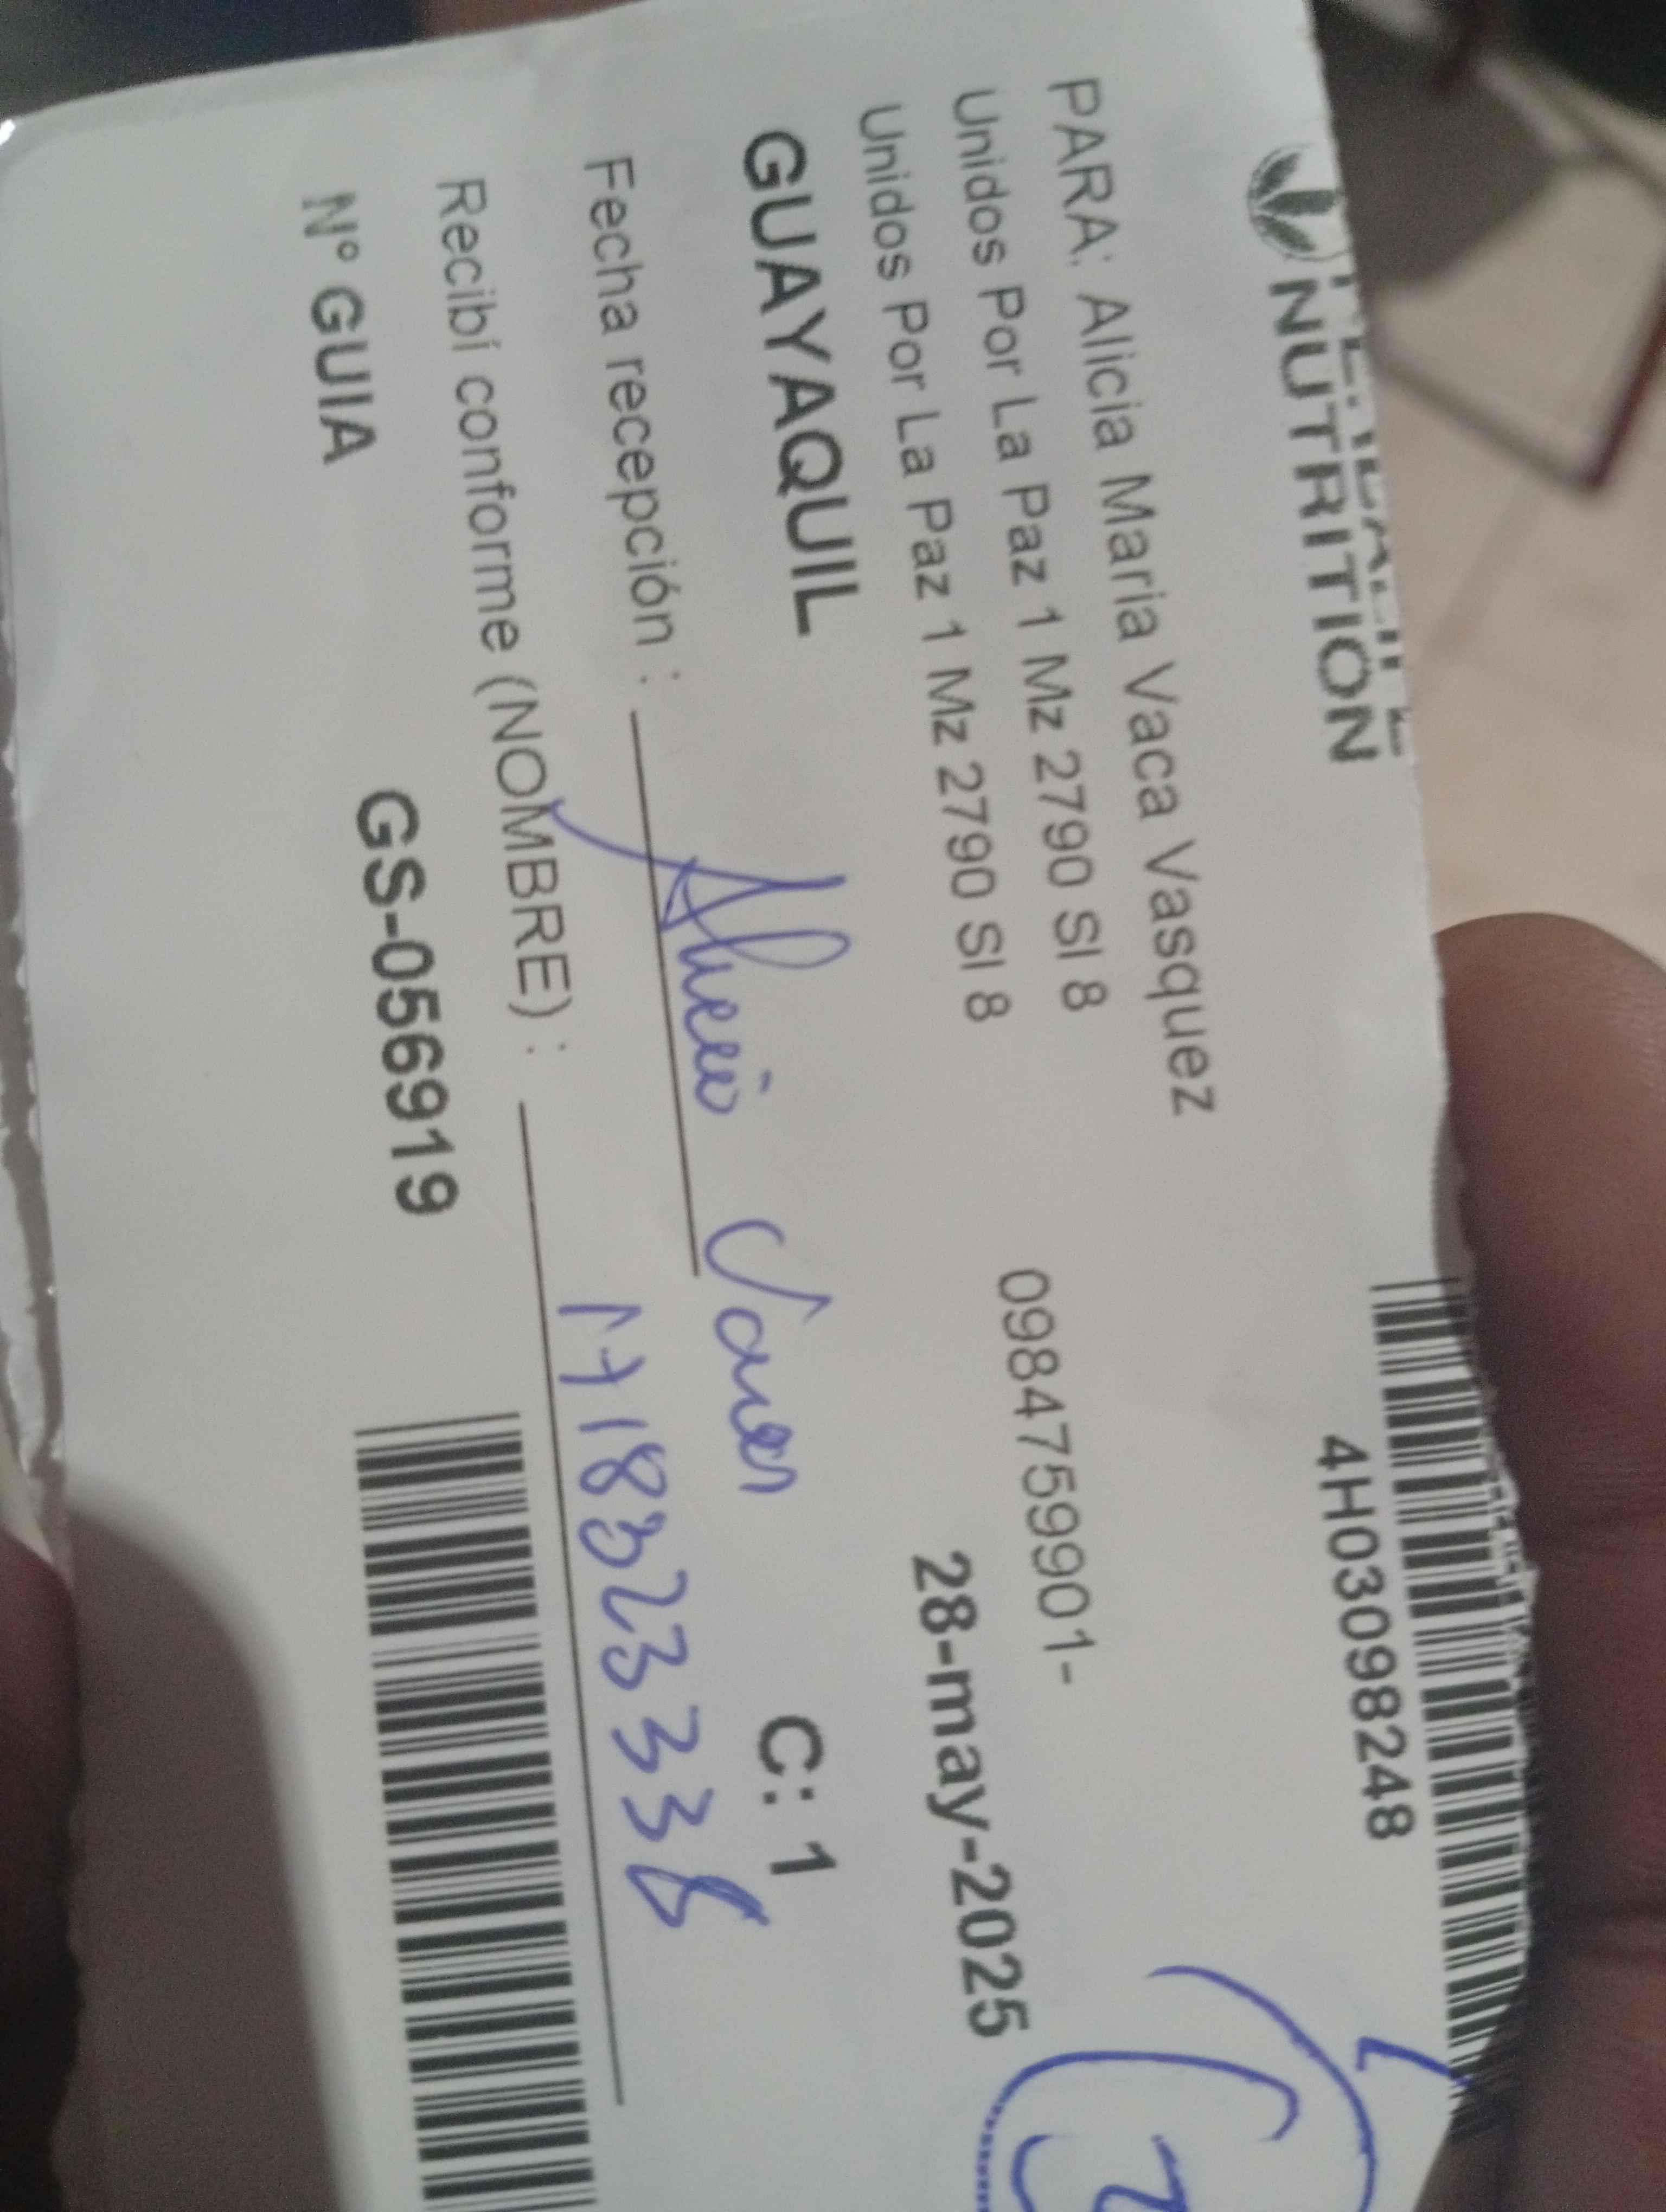 NUTRITION
4H03098248
PARA: Alicia Maria Vaca Vasquez
Unidos Por La Paz 1 Mz 2790 Sl 8
0984759901-
Unidos Por La Paz 1 Mz 2790 Sl 8
28-may-2025
GUAYAQUIL
C: 1
Fecha recepción :
Recibí conforme (NOMBRE) :
Nº GUIA
GS-056919